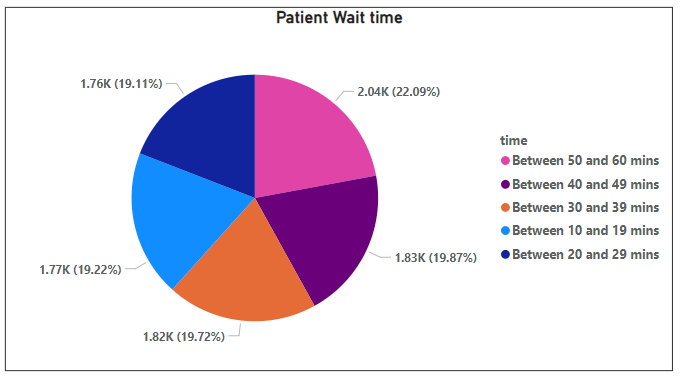 Patient Wait time
1.76K (19.11%)
2.04K (22.09%)
1.77K (19.22%)
1.83K (19.87%)
1.82K (19.72%)
time
Between 50 and 60 mins
Between 40 and 49 mins
Between 30 and 39 mins
Between 10 and 19 mins
Between 20 and 29 mins